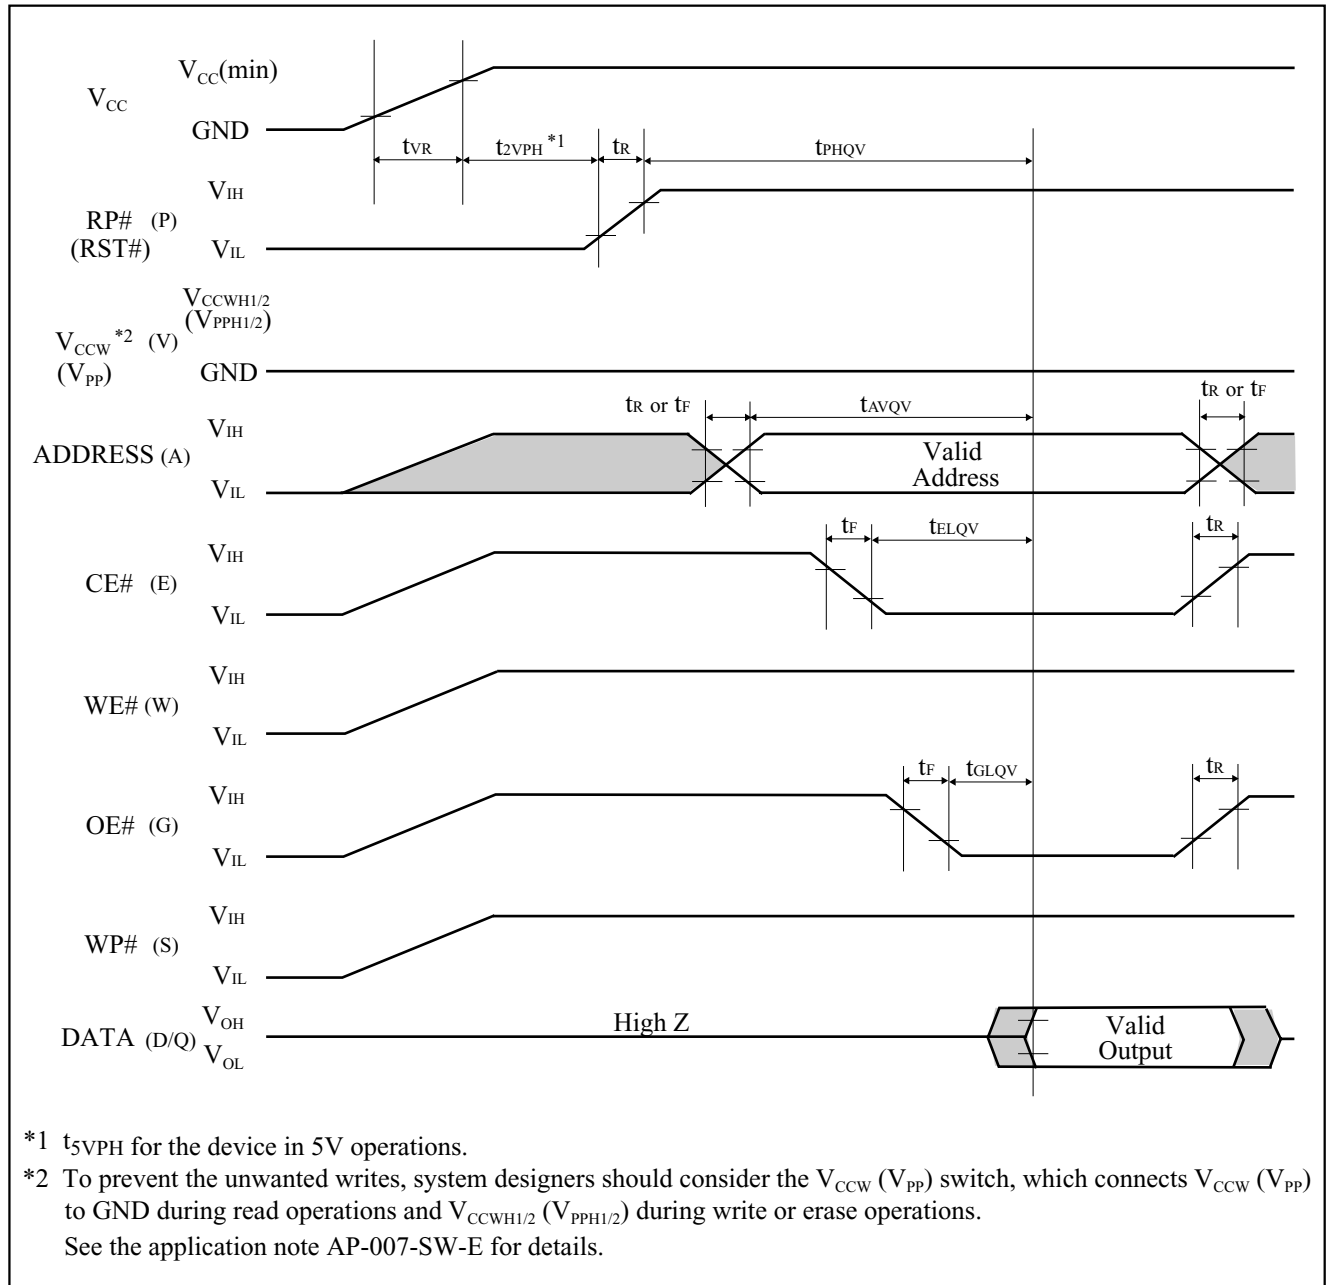 VCC(min)
VCC
GND
tVR
t2VPH *1
tR
tPHQV
VIH
RP# (P)
(RST#)
VIL
VCCWH1/2
(VPPH1/2)
VCCW *2 (V)
(VPP)
GND
tR or tF
tAVQV
tR or tF
VIH
ADDRESS (A)
Valid
Address
VIL
tF
tELQV
tR
VIH
CE# (E)
VIL
VIH
WE# (W)
VIL
tF
tGLQV
tR
VIH
OE# (G)
VIL
VIH
WP# (S)
VIL
VOH
High Z
DATA (D/Q)
Valid
Output
VOL
*1 t5VPH for the device in 5V operations.
*2 To prevent the unwanted writes, system designers should consider the VCCW (VPP) switch, which connects VCCW (VPP)
to GND during read operations and VCCWH1/2 (VPPH1/2) during write or erase operations.
See the application note AP-007-SW-E for details.